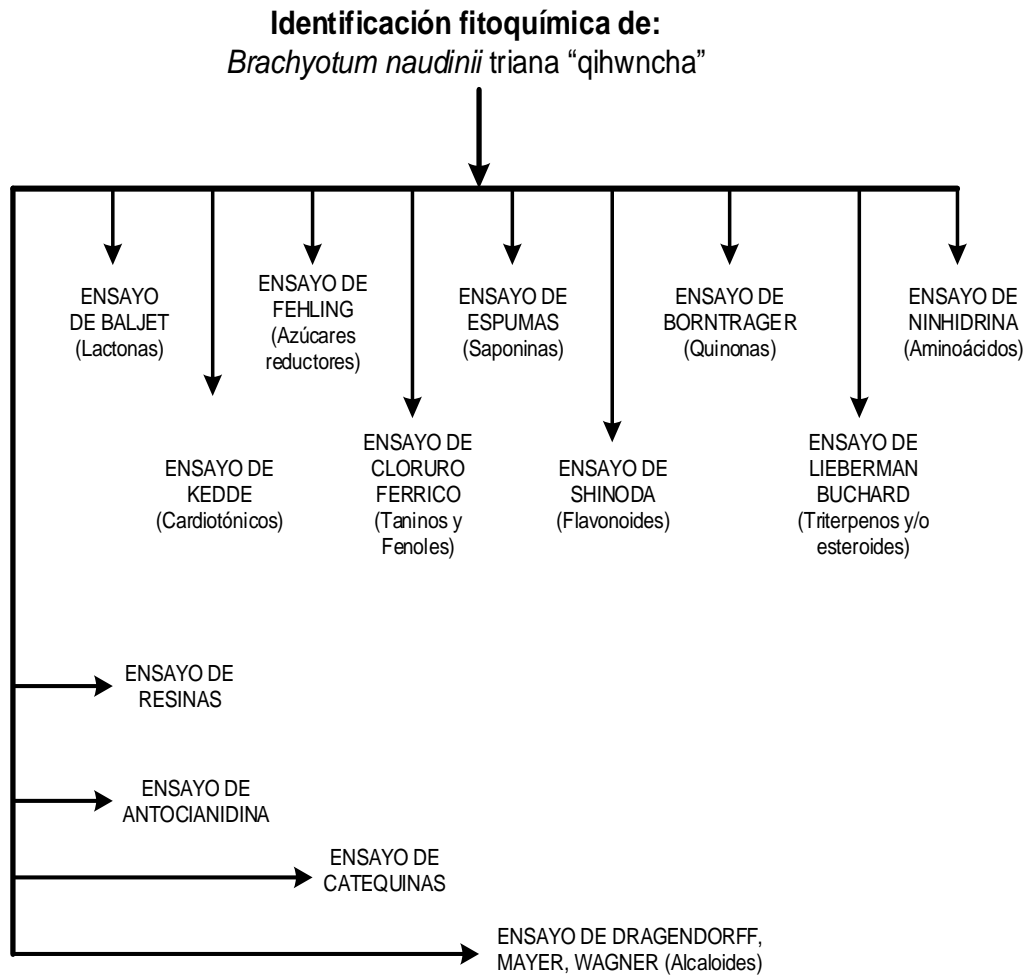 Identificación fitoquímica de:
Brachyotum naudinii triana “qihwncha”
ENSAYO
DE BALJET
(Lactonas)
ENSAYO DE
FEHLING
(Azúcares
reductores)
ENSAYO DE
ESPUMAS
(Saponinas)
ENSAYO DE
BORNTRAGER
(Quinonas)
ENSAYO DE
NINHIDRINA
(Aminoácidos)
ENSAYO DE
KEDDE
(Cardiotónicos)
ENSAYO DE
CLORURO
FERRICO
(Taninos y
Fenoles)
ENSAYO DE
SHINODA
(Flavonoides)
ENSAYO DE
LIEBERMAN
BUCHARD
(Triterpenos y/o
esteroides)
ENSAYO DE
RESINAS
ENSAYO DE
ANTOCIANIDINA
ENSAYO DE
CATEQUINAS
ENSAYO DE DRAGENDORFF,
MAYER, WAGNER (Alcaloides)